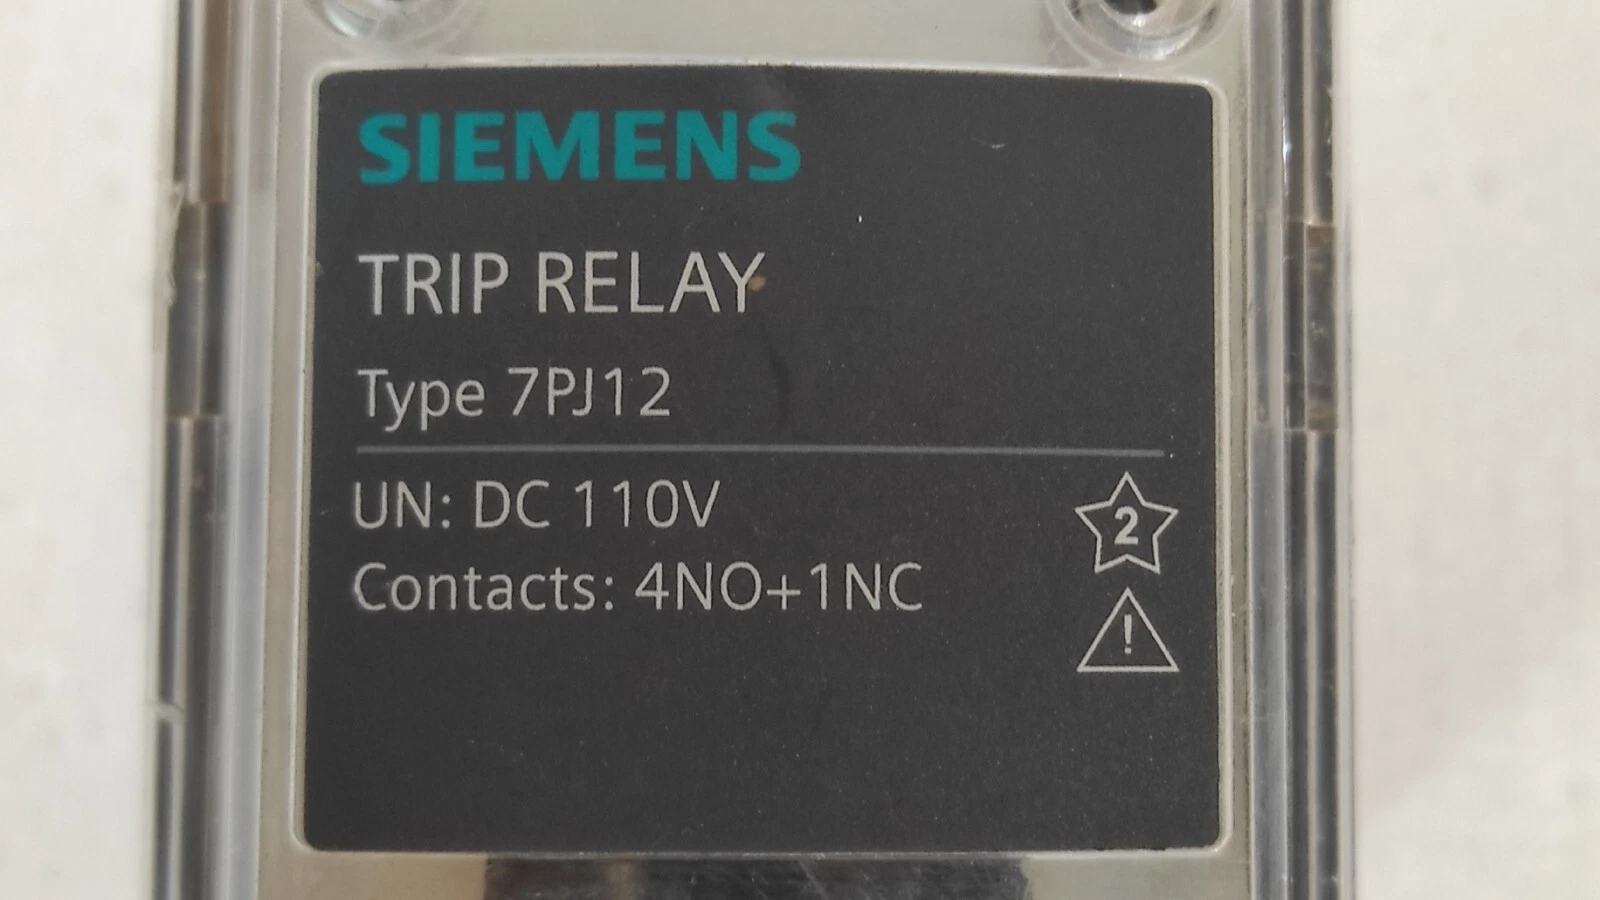 SIEMENS
TRIP RELAY
Type 7PJ12
UN: DC 110V
Contacts: 4NO+1NC
2
!